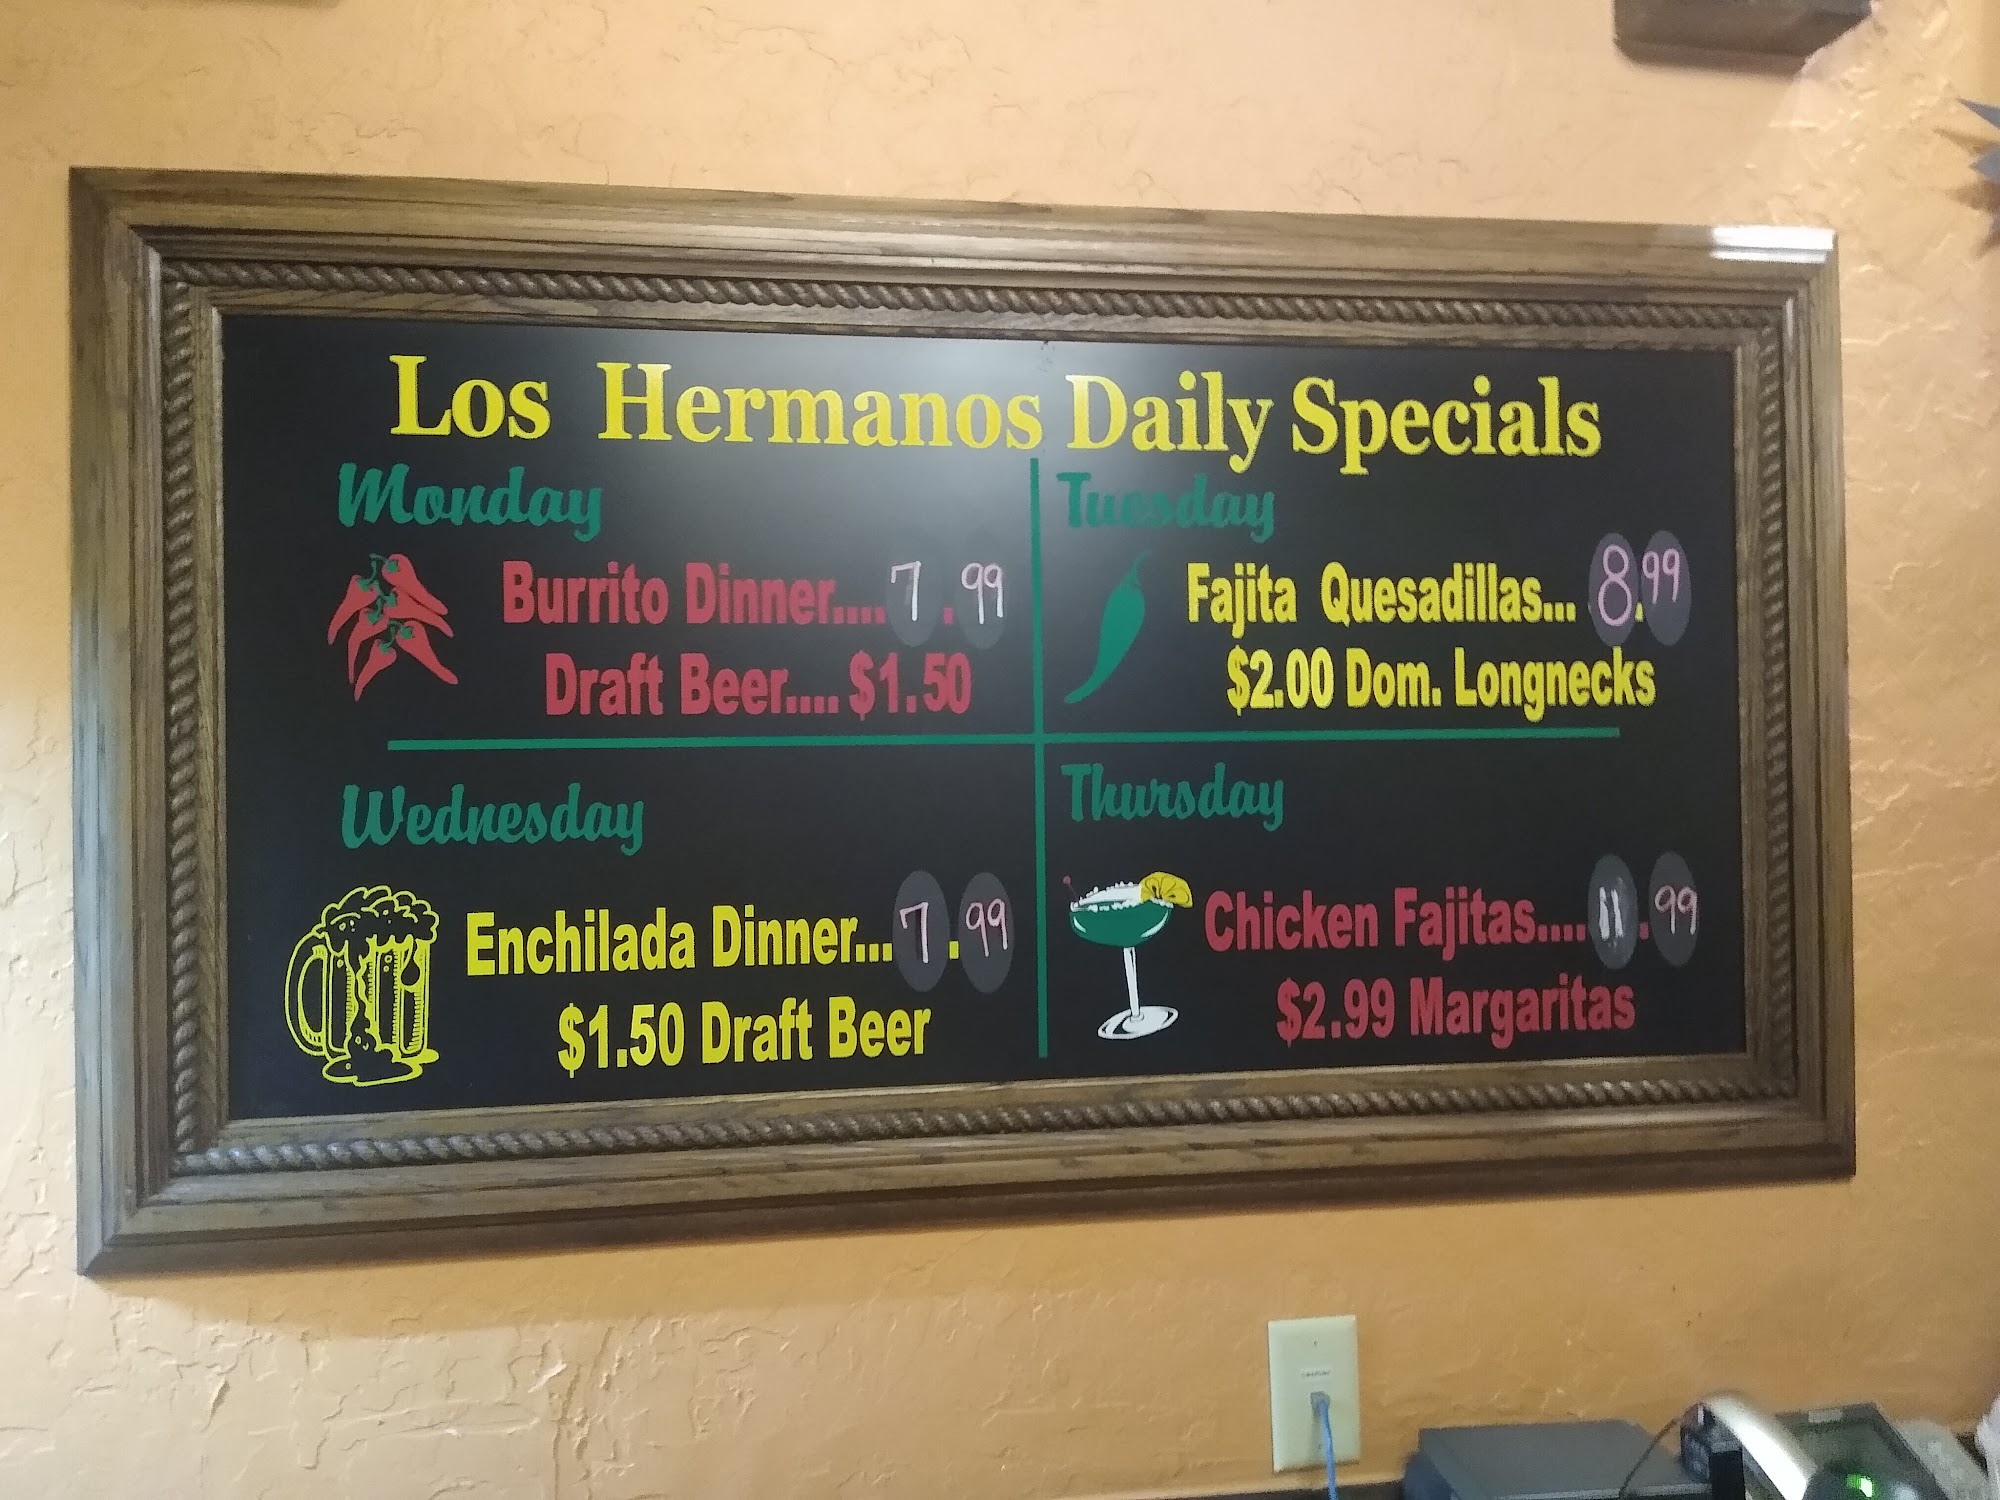 Los Hermanos Daily Specials
Monday
Burrito Dinner....7.99
Draft Beer.... $1.50
Tuesday
Fajita Quesadillas... 8.99
$2.00 Dom. Longnecks
Wednesday
Enchilada Dinner...7.99
$1.50 Draft Beer
Thursday
Chicken Fajitas....11.99
$2.99 Margaritas